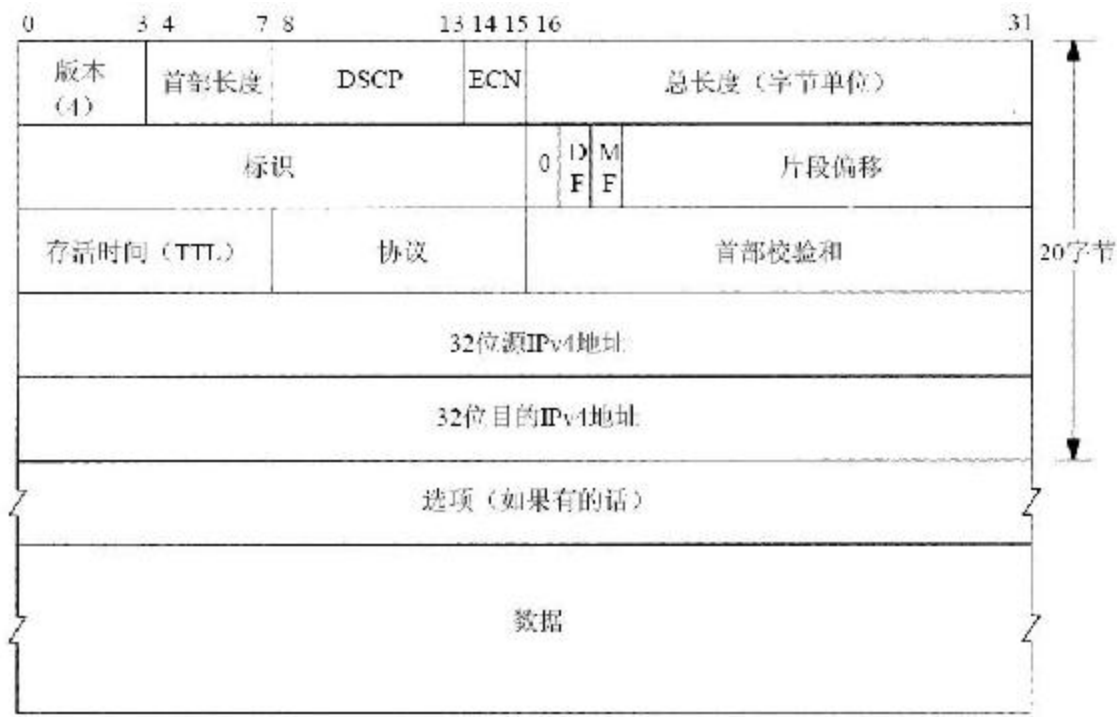 0 3 4 7 8 13 14 15 16 31
版本
(4)
首部长度
DSCP
ECN
总长度（字节单位）
标识
0
D
F
M
F
片段偏移
存活时间（TTL）
协议
首部校验和
20字节
32位源IPv4地址
32位目的IPv4地址
选项（如果有的话）
数据